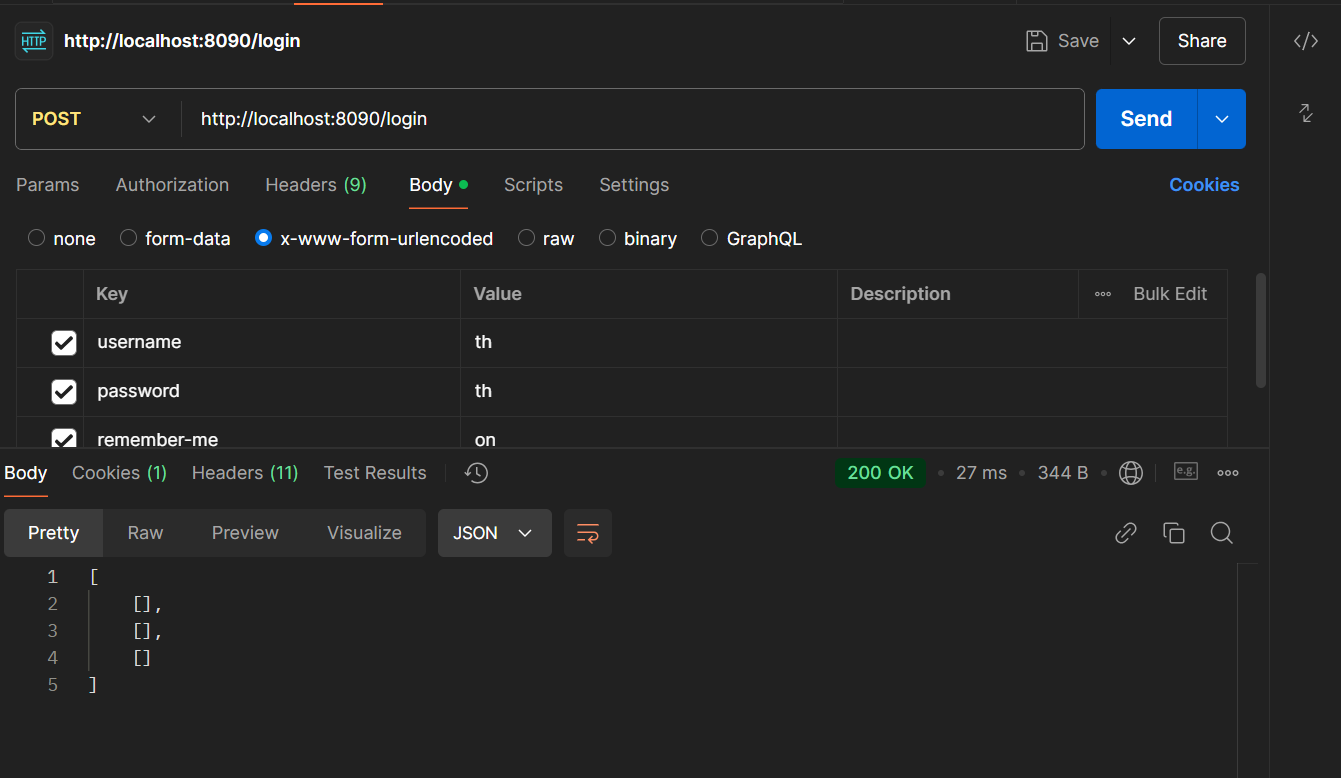 HTTP http://localhost:8090/login Save Share </>
POST http://localhost:8090/login Send
Params Authorization Headers (9) Body Scripts Settings Cookies
none form-data x-www-form-urlencoded raw binary GraphQL
Key Value Description Bulk Edit
username th
password th
remember-me on
Body Cookies (1) Headers (11) Test Results 200 OK • 27 ms • 344 B • e.g.
Pretty Raw Preview Visualize JSON
1 [
2 [],
3 [],
4 []
5 ]